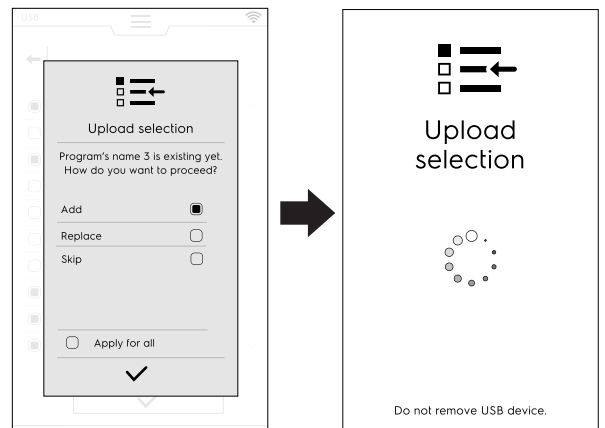 USB
Upload selection
Program's name 3 is existing yet.
How do you want to proceed?
Add
Replace
Skip
Apply for all
Upload
selection
Do not remove USB device.